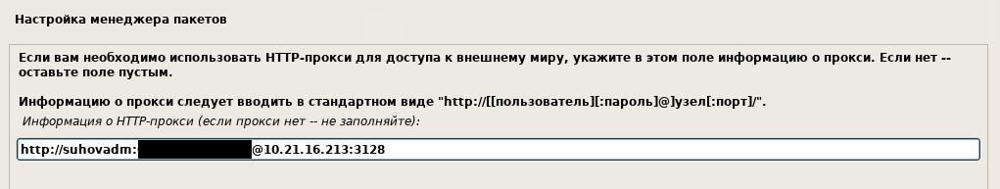 Настройка менеджера пакетов
Если вам необходимо использовать HTTP-прокси для доступа к внешнему миру, укажите в этом поле информацию о прокси. Если нет --
оставьте поле пустым.
Информацию о прокси следует вводить в стандартном виде "http://[[пользователь][:пароль]@]узел[:порт]/".
Информация о HTTP-прокси (если прокси нет -- не заполняйте):
http://suhovadm: @10.21.16.213:3128